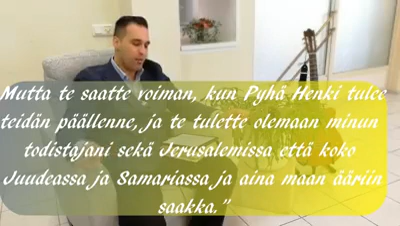 Mutta te saatte voiman, kun Pyhä Henki tulee
teidän päällenne, ja te tulette olemaan minun
todistajani sekä Jerusalemissa että koko
Juudeassa ja Samariassa ja aina maan ääriin
saakka.”